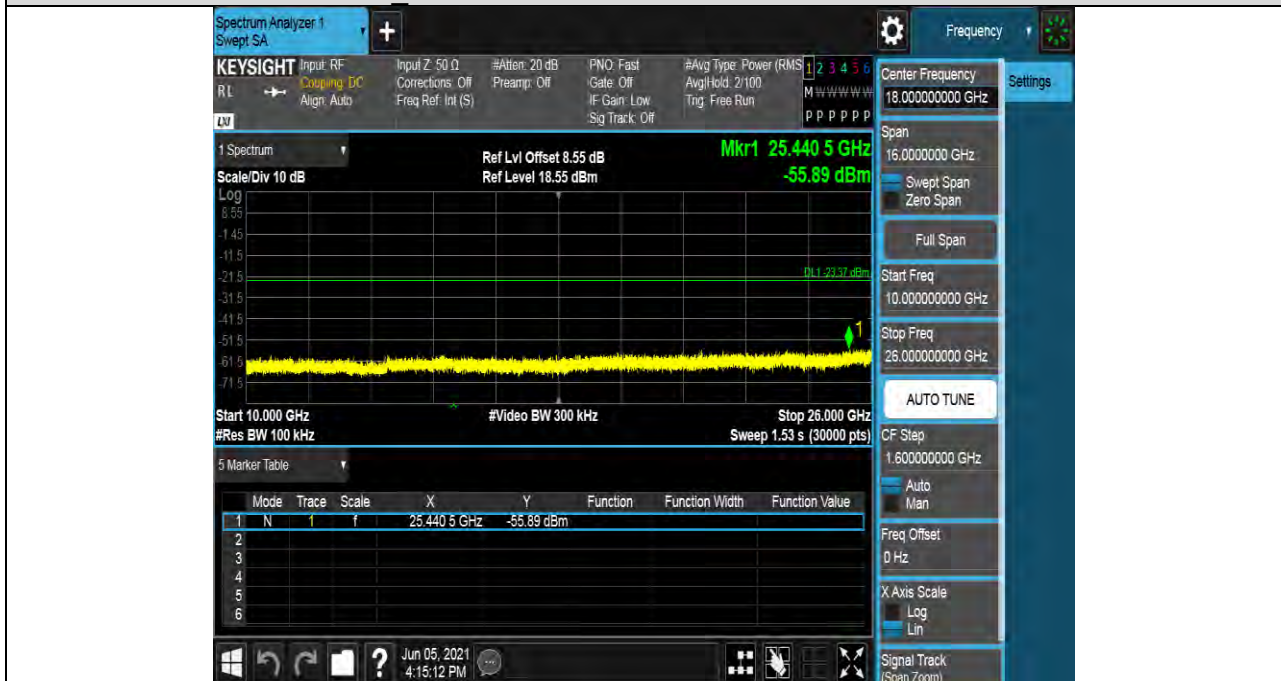 Spectrum Analyzer 1
Swept SA
+
Frequency
KEYSIGHT
RL
LXI
Input: RF
Coupling: DC
Align: Auto
Input Z: 50 Ω
Corrections: Off
Freq Ref: Int (S)
#Atten: 20 dB
Preamp: Off
PNO: Fast
Gate: Off
IF Gain: Low
Sig Track: Off
#Avg Type: Power (RMS
Avg|Hold: 2/100
Trig: Free Run
1 2 3 4 5 6
M W W W W W
P P P P P P
Settings
1 Spectrum
Scale/Div 10 dB
Ref Lvl Offset 8.55 dB
Ref Level 18.55 dBm
Mkr1 25.440 5 GHz
-55.89 dBm
Log
8.55
-1.45
-11.5
-21.5
-31.5
-41.5
-51.5
-61.5
-71.5
DL1 -23.57 dBm
1
Start 10.000 GHz
#Res BW 100 kHz
#Video BW 300 kHz
Stop 26.000 GHz
Sweep 1.53 s (30000 pts)
5 Marker Table
Mode Trace Scale X Y Function Function Width Function Value
1 N 1 f 25.440 5 GHz -55.89 dBm
2
3
4
5
6
Center Frequency
18.000000000 GHz
Span
16.0000000 GHz
Swept Span
Zero Span
Full Span
Start Freq
10.000000000 GHz
Stop Freq
26.000000000 GHz
AUTO TUNE
CF Step
1.600000000 GHz
Auto
Man
Freq Offset
0 Hz
X Axis Scale
Log
Lin
Signal Track
(Span Zoom)
?
Jun 05, 2021
4:15:12 PM